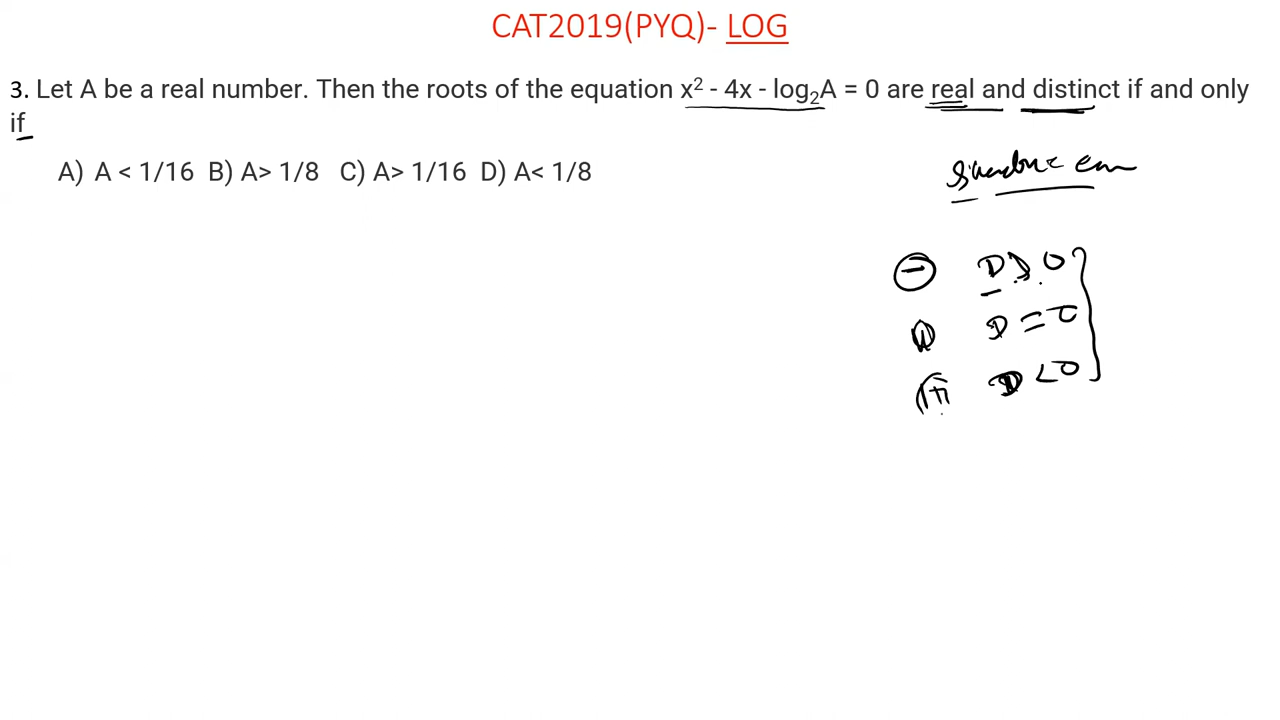 CAT2019(PYQ)- LOG
3. Let A be a real number. Then the roots of the equation x² - 4x - log₂A = 0 are real and distinct if and only
if
A) A < 1/16 B) A> 1/8 C) A> 1/16 D) A< 1/8
D > 0
D = 0
D < 0